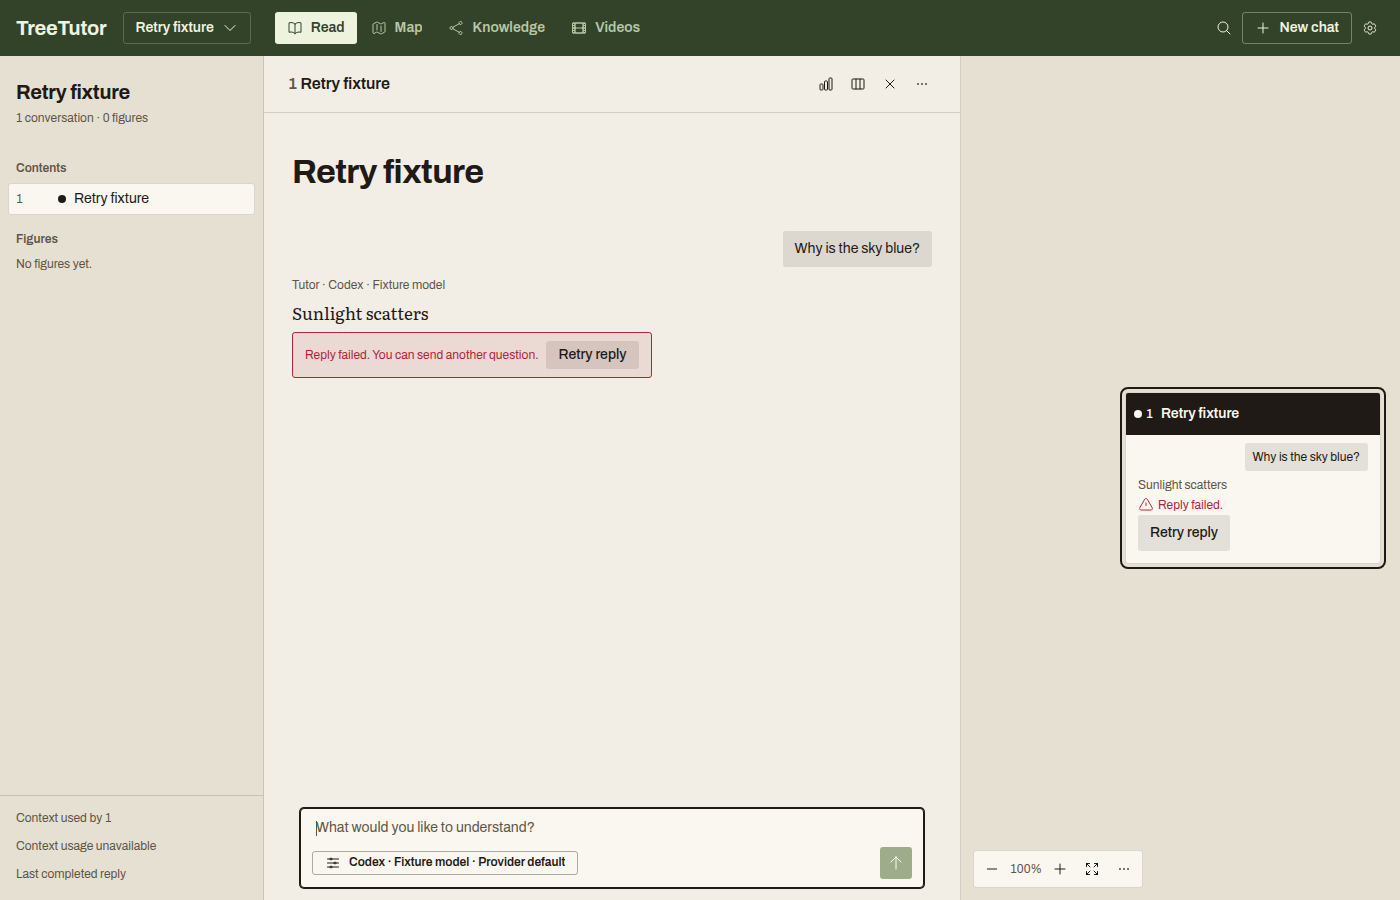 TreeTutor
Retry fixture
Read
Map
Knowledge
Videos
New chat
Retry fixture
1 conversation · 0 figures
Contents
1 Retry fixture
Figures
No figures yet.
Context used by 1
Context usage unavailable
Last completed reply
1 Retry fixture
Retry fixture
Why is the sky blue?
Tutor · Codex · Fixture model
Sunlight scatters
Reply failed. You can send another question. Retry reply
What would you like to understand?
Codex · Fixture model · Provider default
1 Retry fixture
Why is the sky blue?
Sunlight scatters
Reply failed.
Retry reply
100%